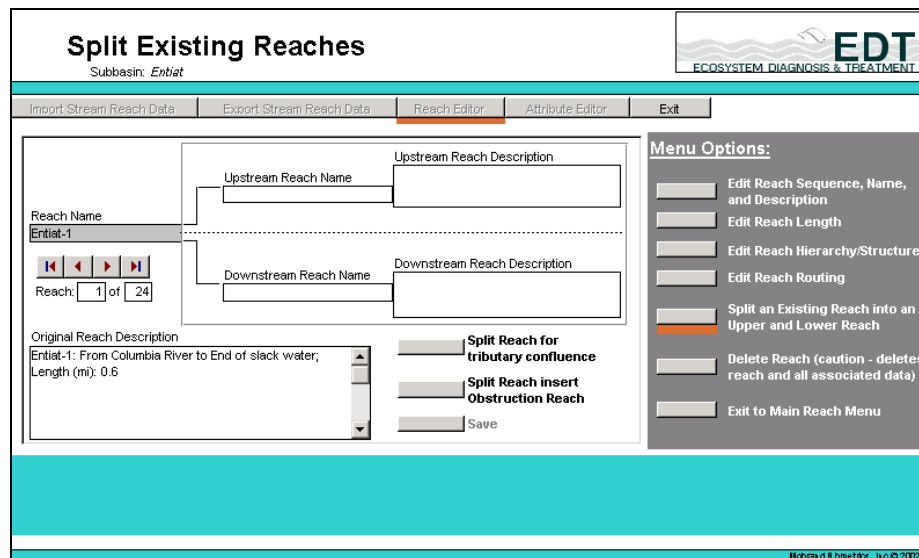 Split Existing Reaches
Subbasin: Entiat
EDT
ECOSYSTEM DIAGNOSIS & TREATMENT
Import Stream Reach Data
Export Stream Reach Data
Reach Editor
Attribute Editor
Exit
Upstream Reach Description
Upstream Reach Name
Reach Name
Entiat-1
Downstream Reach Description
Downstream Reach Name
Reach: 1 of 24
Original Reach Description
Entiat-1: From Columbia River to End of slack water;
Length (mi): 0.6
Split Reach for
tributary confluence
Split Reach insert
Obstruction Reach
Save
Menu Options:
Edit Reach Sequence, Name,
and Description
Edit Reach Length
Edit Reach Hierarchy/Structure
Edit Reach Routing
Split an Existing Reach into an
Upper and Lower Reach
Delete Reach (caution - deletes
reach and all associated data)
Exit to Main Reach Menu